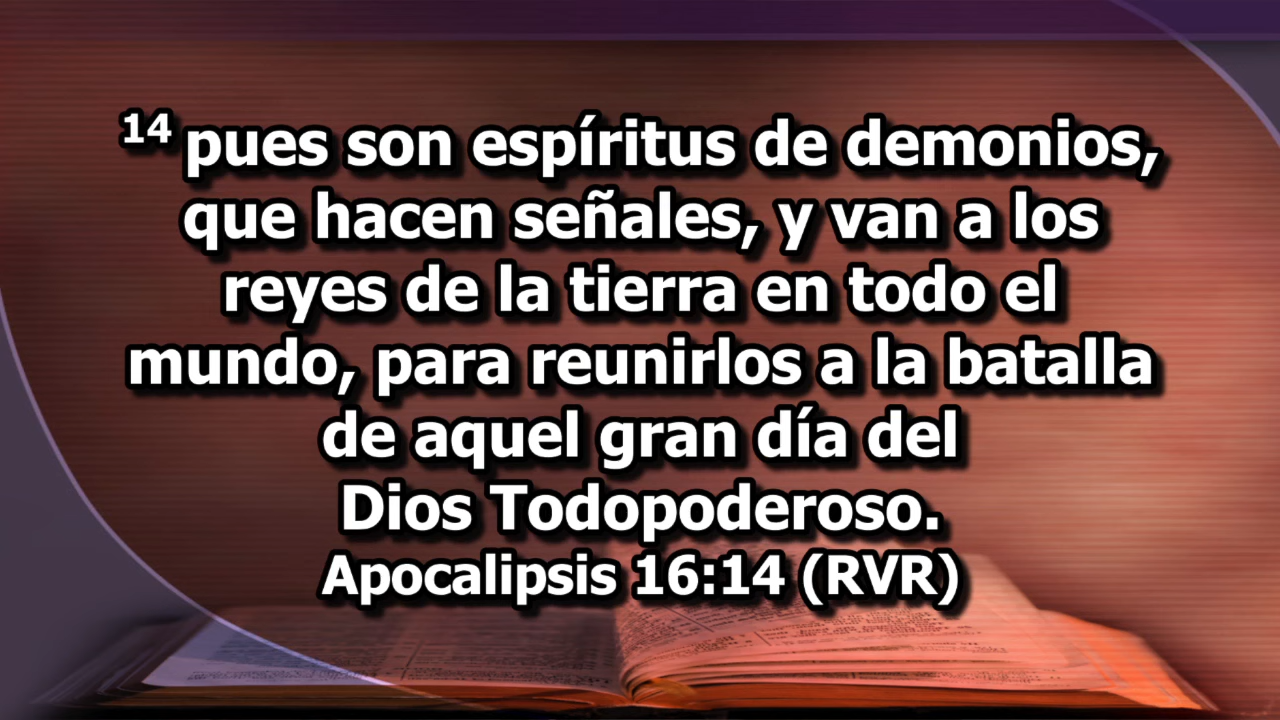 14 pues son espíritus de demonios,
que hacen señales, y van a los
reyes de la tierra en todo el
mundo, para reunirlos a la batalla
de aquel gran día del
Dios Todopoderoso.
Apocalipsis 16:14 (RVR)